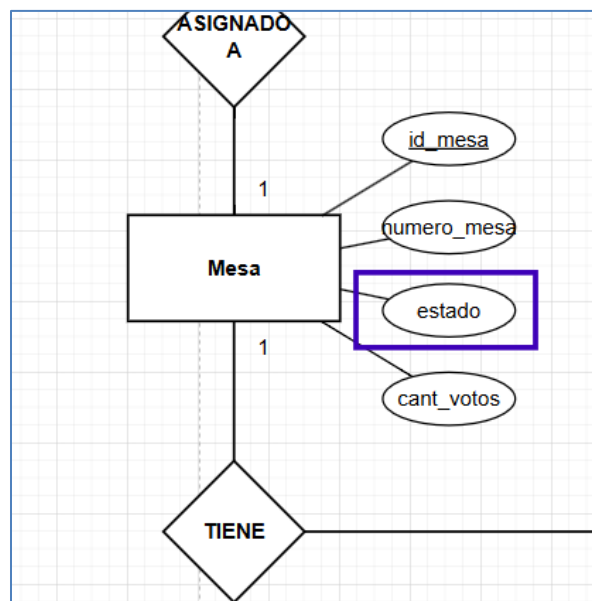 ASIGNADO
A
id_mesa
1
numero_mesa
Mesa
estado
1
cant_votos
TIENE